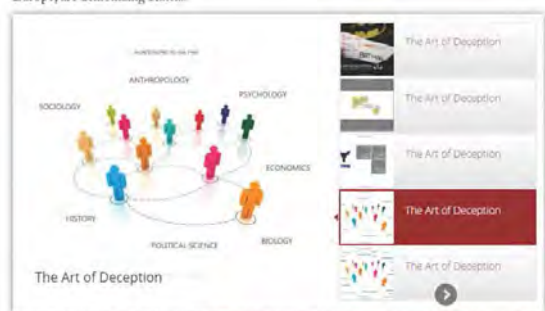 ANTHROPOLOGY
SOCIOLOGY
PSYCHOLOGY
ECONOMICS
HISTORY
POLITICAL SCIENCE
BIOLOGY
The Art of Deception
The Art of Deception
The Art of Deception
The Art of Deception
The Art of Deception
The Art of Deception